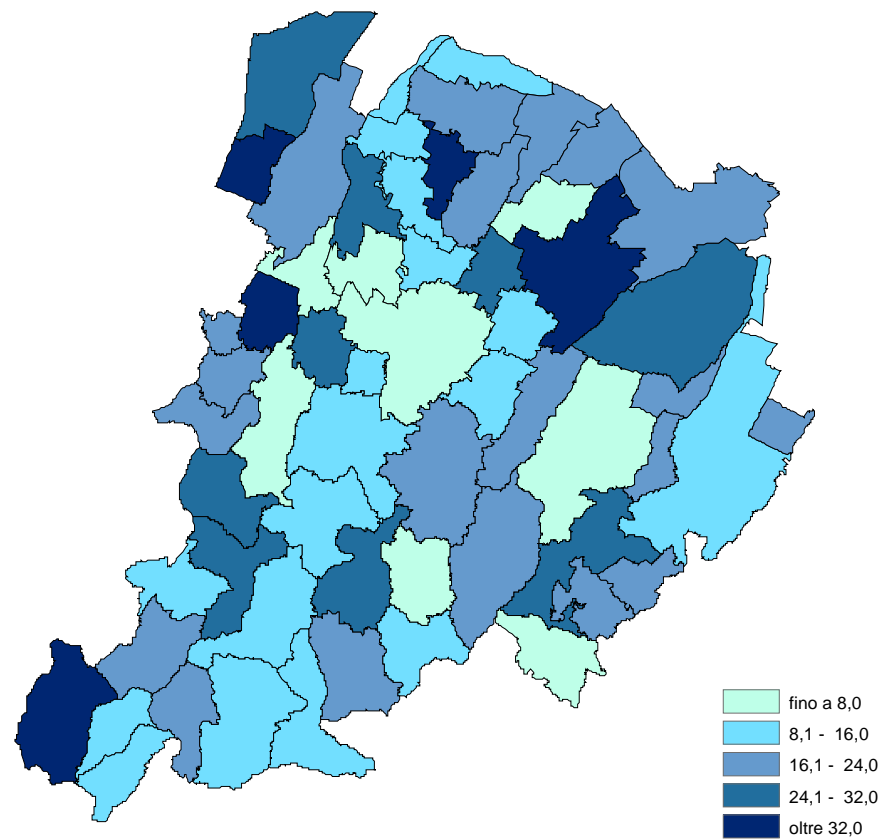 fino a 8,0
8,1 - 16,0
16,1 - 24,0
24,1 - 32,0
oltre 32,0